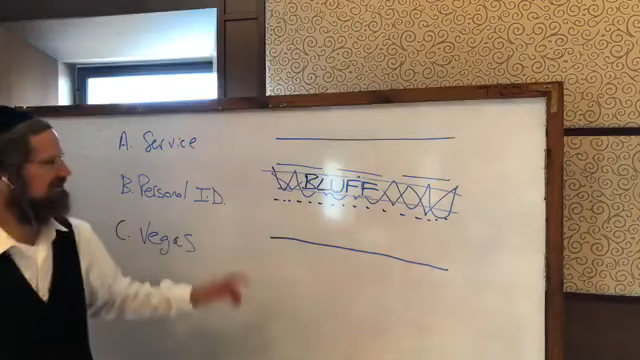 A. Service
B. Personal I.D.
BLUFF
C. Vegas